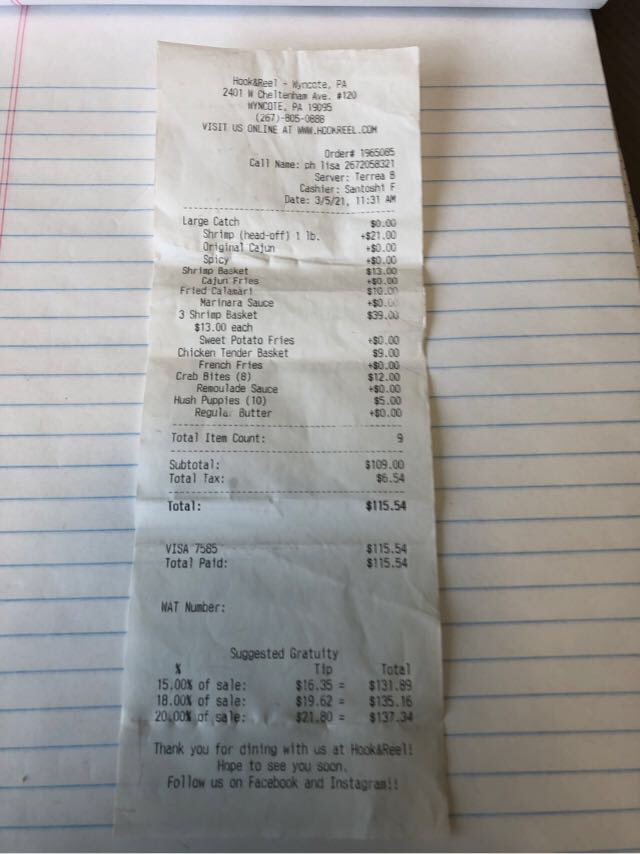 Hook&Reel - Wyncote, PA
2401 W Cheltenham Ave. #120
WYNCOTE, PA 19095
(267)-805-0888
VISIT US ONLINE AT WWW.HOOKREEL.COM
Order# 1965085
Call Name: ph lisa 2672058321
Server: Terrea B
Cashier: Santoshi F
Date: 3/5/21, 11:31 AM
Large Catch $0.00
Shrimp (head-off) 1 lb. +$21.00
Original Cajun +$0.00
Spicy +$0.00
Shrimp Basket $13.00
Cajun Fries +$0.00
Fried Calamari $10.00
Marinara Sauce +$0.00
3 Shrimp Basket $39.00
$13.00 each
Sweet Potato Fries +$0.00
Chicken Tender Basket $9.00
French Fries +$0.00
Crab Bites (8) $12.00
Remoulade Sauce +$0.00
Hush Puppies (10) $5.00
Regular Butter +$0.00
Total Item Count: 9
Subtotal: $109.00
Total Tax: $6.54
Total: $115.54
VISA 7585 $115.54
Total Paid: $115.54
WAT Number:
Suggested Gratuity
% Tip Total
15.00% of sale: $16.35 = $131.89
18.00% of sale: $19.62 = $135.16
20.00% of sale: $21.80 = $137.34
Thank you for dining with us at Hook&Reel!
Hope to see you soon.
Follow us on Facebook and Instagram!!